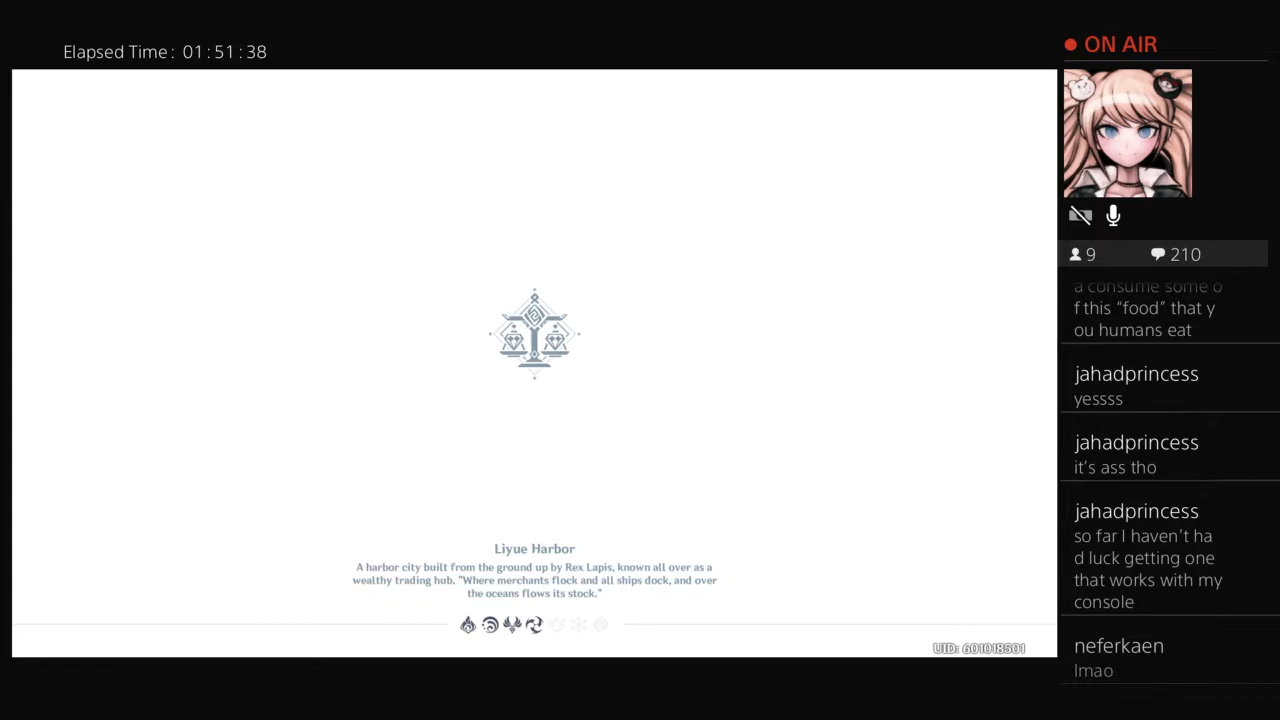 Elapsed Time: 01:51:38
ON AIR
9 210
a consume some o
f this “food” that y
ou humans eat
jahadprincess
yessss
jahadprincess
it’s ass tho
jahadprincess
so far I haven’t ha
d luck getting one
that works with my
console
neferkaen
lmao
Liyue Harbor
A harbor city built from the ground up by Rex Lapis, known all over as a
wealthy trading hub. "Where merchants flock and all ships dock, and over
the oceans flows its stock."
UID: 601018501